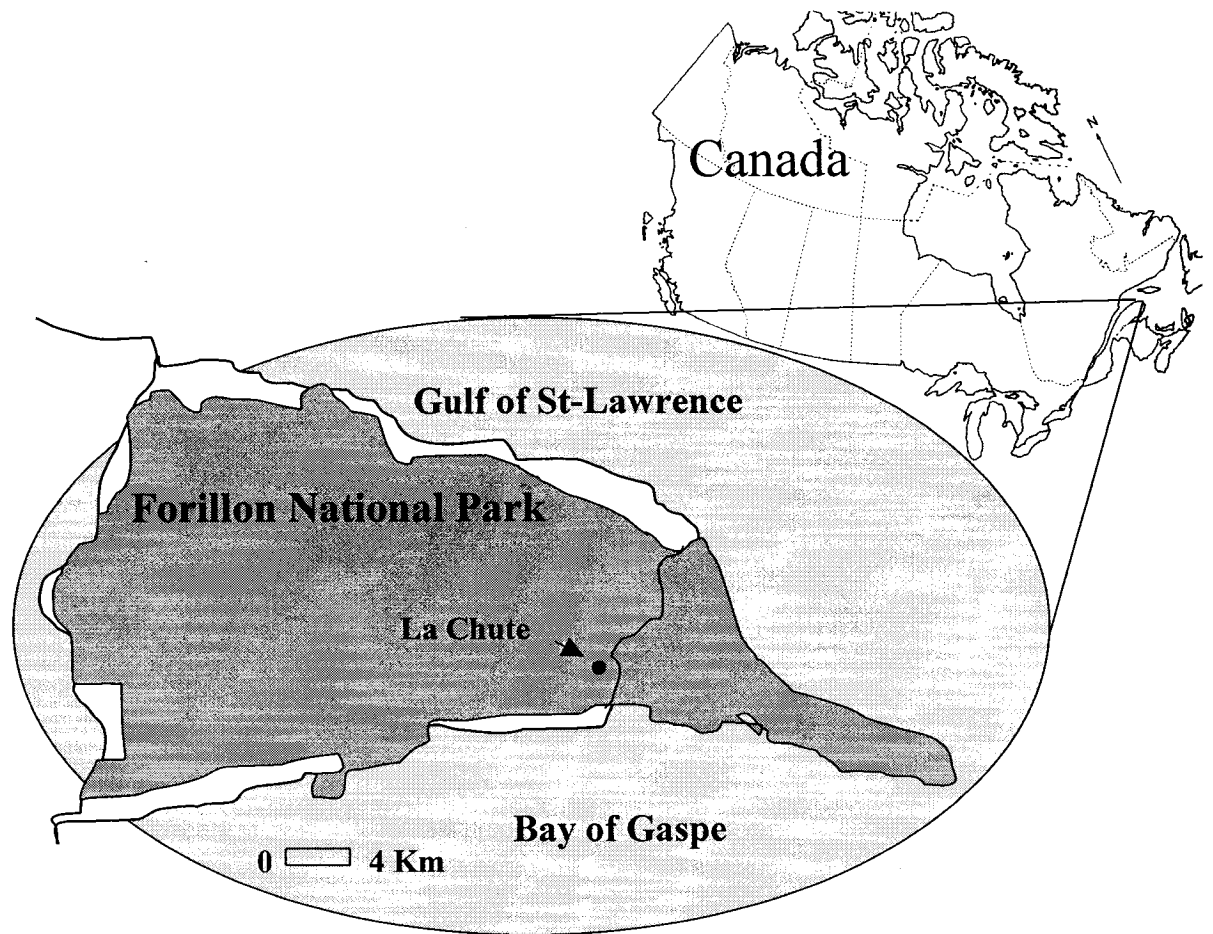 N
Canada
Gulf of St-Lawrence
Forillon National Park
La Chute
Bay of Gaspe
0 4 Km